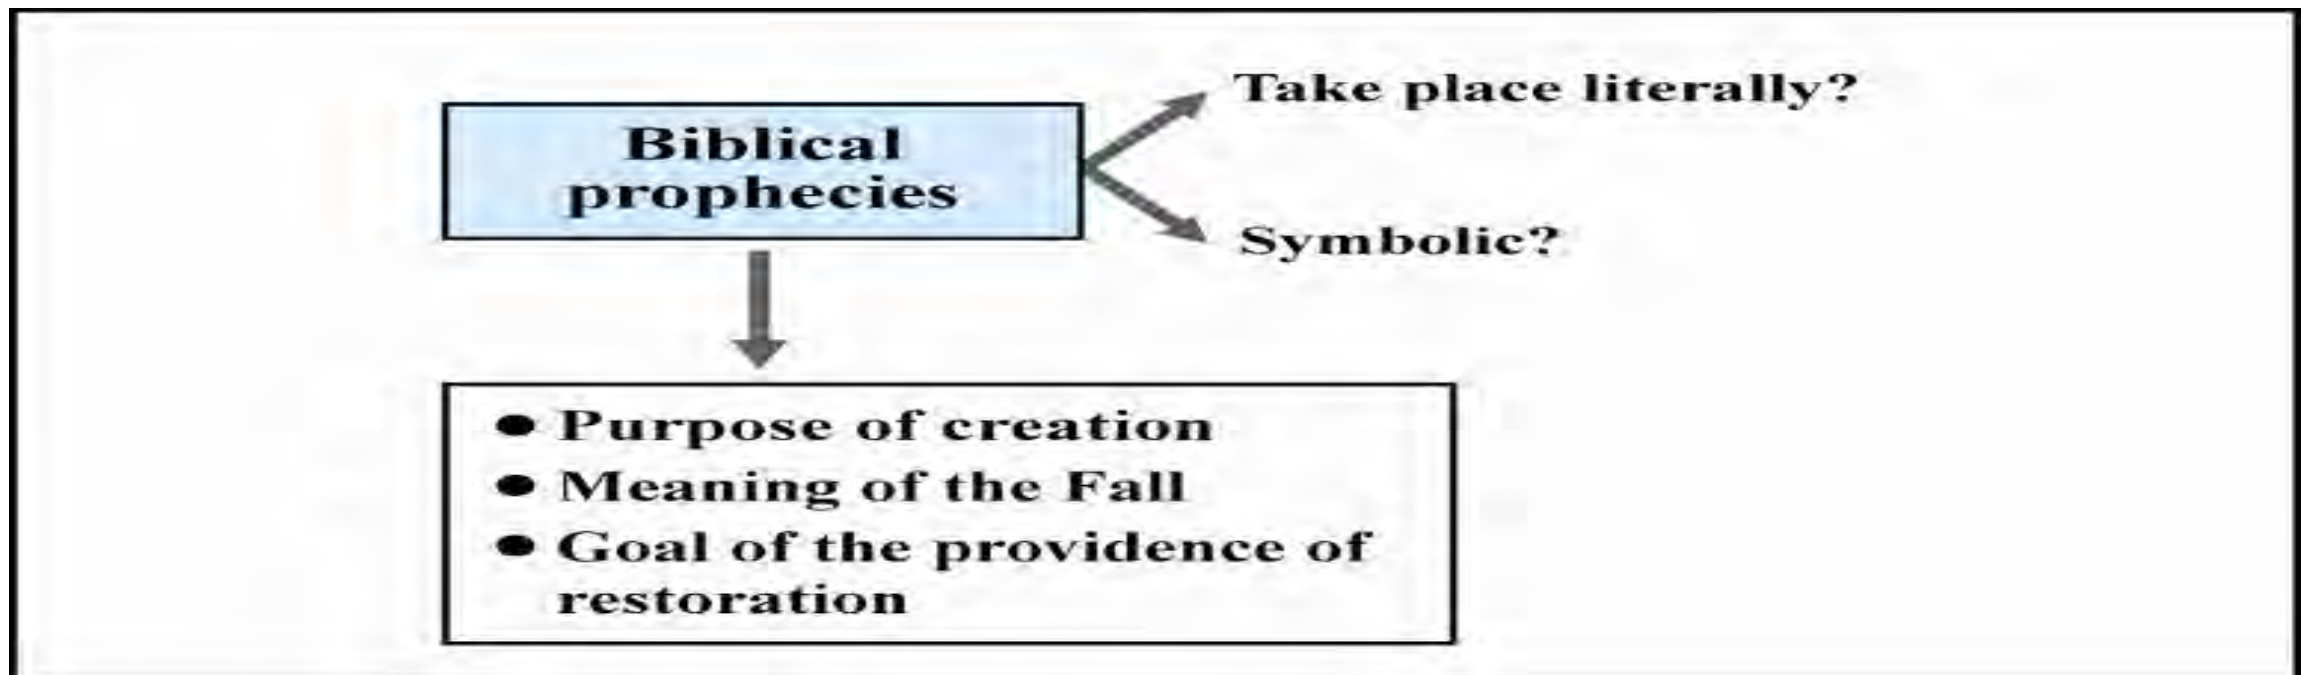 Take place literally?
Biblical
prophecies
Symbolic?
● Purpose of creation
● Meaning of the Fall
● Goal of the providence of
restoration